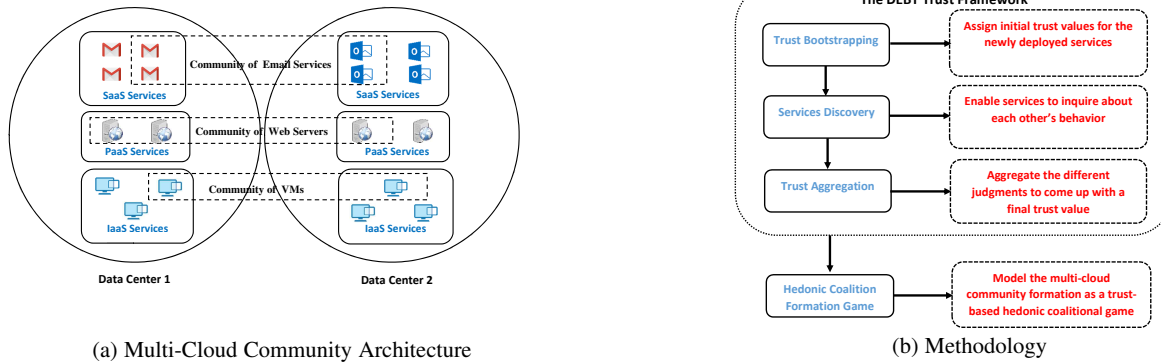 SaaS Services
Community of Email Services
SaaS Services
PaaS Services
Community of Web Servers
PaaS Services
IaaS Services
Community of VMs
IaaS Services
Data Center 1
Data Center 2
(a) Multi-Cloud Community Architecture
The DEBT Trust Framework
Trust Bootstrapping
Assign initial trust values for the
newly deployed services
Services Discovery
Enable services to inquire about
each other's behavior
Trust Aggregation
Aggregate the different
judgments to come up with a
final trust value
Hedonic Coalition
Formation Game
Model the multi-cloud
community formation as a trust-
based hedonic coalitional game
(b) Methodology